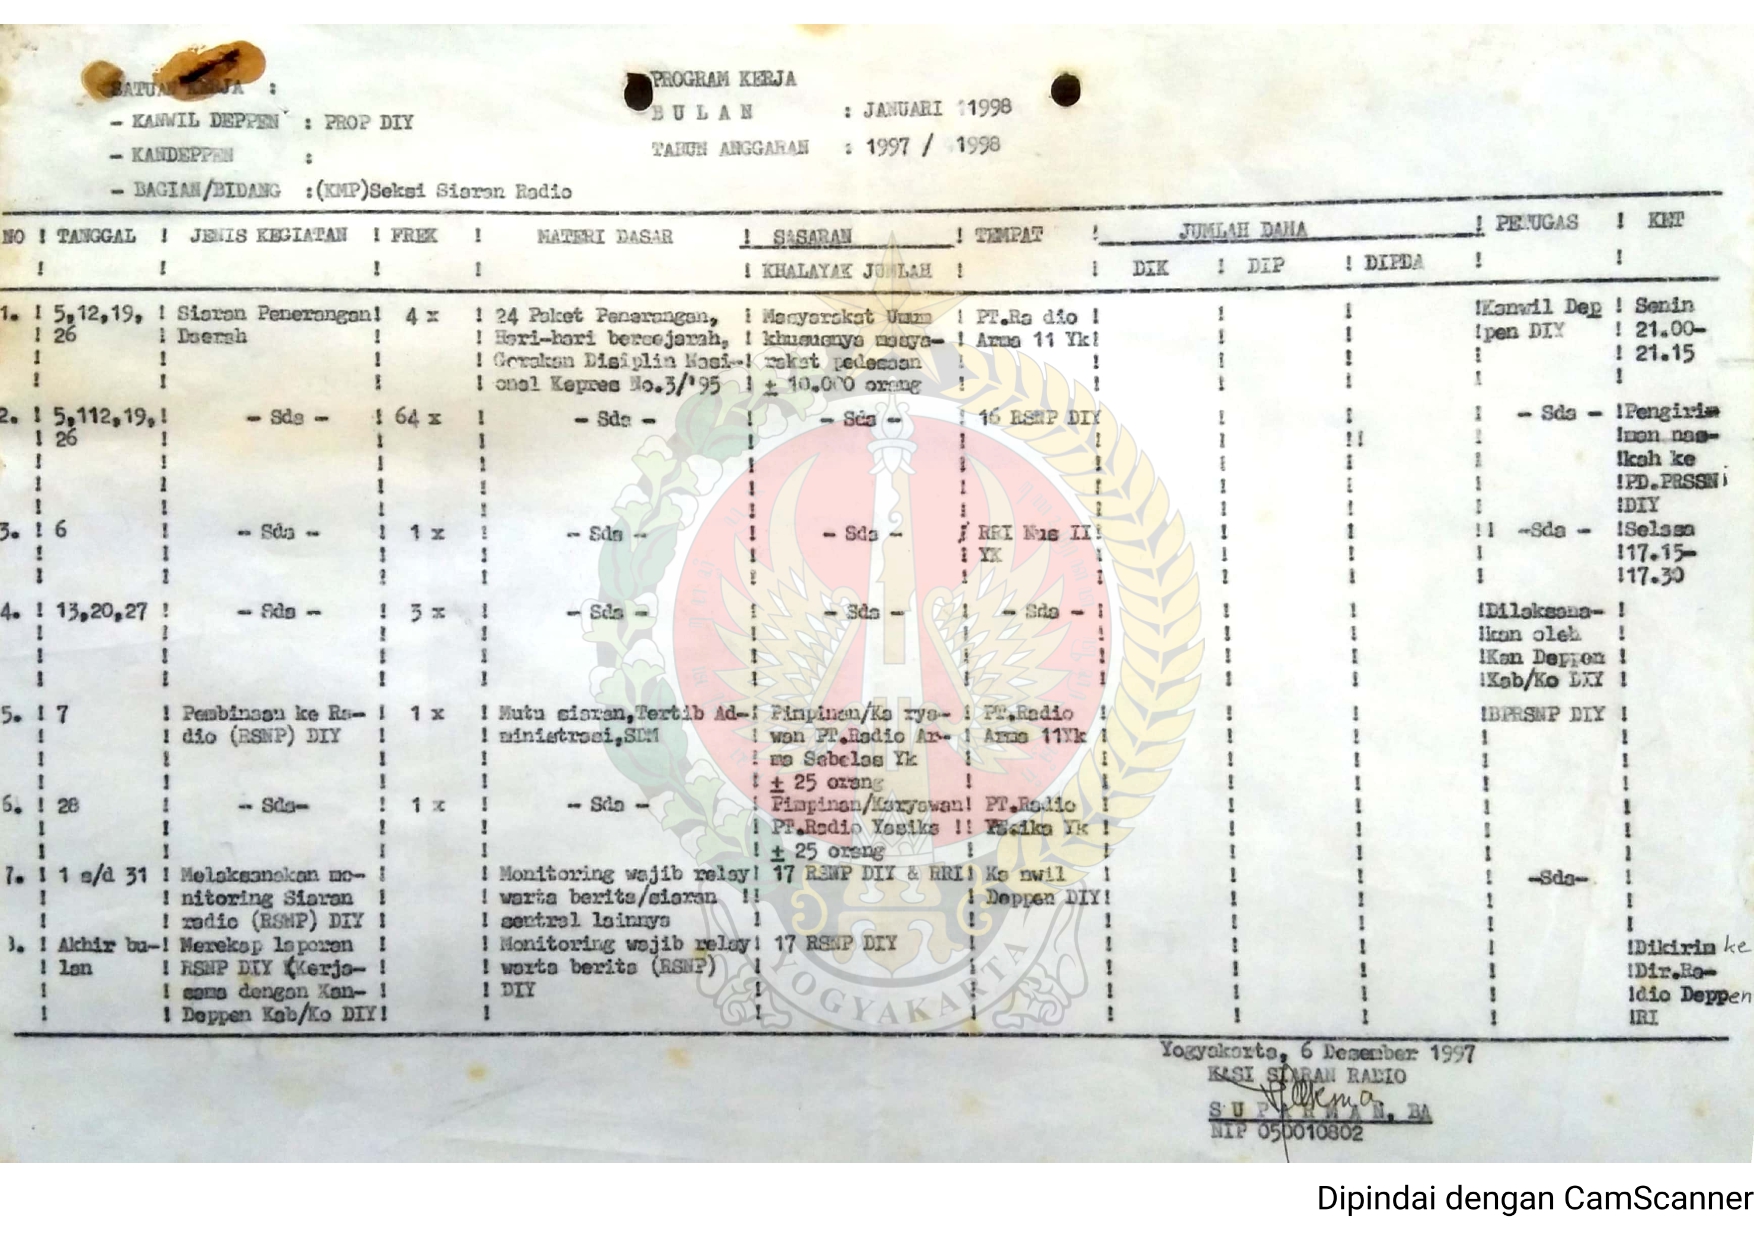 SATUAN KERJA :
PROGRAM KERJA
- KANWIL DEPPEN : PROP DIY
B U L A N : JANUARI 1998
- KANDEPPEN :
TAHUN ANGGARAN : 1997 / 1998
- BAGIAN/BIDANG :(KMP)Seksi Siaran Radio
NO ! TANGGAL ! JENIS KEGIATAN ! FREK ! MATERI DASAR ! SASARAN ! TEMPAT ! JUMLAH DANA ! PENUGAS ! KET
! ! ! ! ! KHALAYAK JUMLAH ! ! DIK ! DIP ! DIPDA ! !
1. ! 5,12,19, ! Siaran Penerangan! 4 x ! 24 Paket Penerangan, ! Masyarakat Umum ! PT.Ra dio ! ! ! !Kanwil Dep ! Senin
! 26 ! Daerah ! ! Hari-hari bersejarah, ! khususnya masya- ! Arma 11 Yk! ! ! !pen DIY ! 21.00-
! ! ! ! Gerakan Disiplin Nasi-! rakat pedesaan ! ! ! ! ! ! 21.15
! ! ! ! onal Kepres No.3/'95 ! ± 10.000 orang ! ! ! ! ! !
2. ! 5,112,19,! - Sda - ! 64 x ! - Sda - ! - Sda - ! 16 RSNP DIY ! ! ! - Sda - !Pengirim
! 26 ! ! ! ! ! ! ! !! ! !man nas-
! ! ! ! ! ! ! ! ! ! !kah ke
! ! ! ! ! ! ! ! ! ! !PD.PRSSNi
! ! ! ! ! ! ! ! ! ! !DIY
3. ! 6 ! - Sda - ! 1 x ! - Sda - ! - Sda - ! RRI Nus II! ! ! !! -Sda - !Selasa
! ! ! ! ! ! YK ! ! ! ! !17.15-
! ! ! ! ! ! ! ! ! ! !17.30
4. ! 13,20,27 ! - Sda - ! 3 x ! - Sda - ! - Sda - ! - Sda - ! ! ! !Dilaksana- !
! ! ! ! ! ! ! ! ! !kan oleh !
! ! ! ! ! ! ! ! ! !Kan Deppen !
! ! ! ! ! ! ! ! ! !Kab/Ko DIY !
5. ! 7 ! Pembinaan ke Ra- ! 1 x ! Mutu siaran,Tertib Ad-! Pimpinan/Ka rya- ! PT.Radio ! ! ! !BPRSNP DIY !
! ! dio (RSNP) DIY ! ! ministrasi,SDM ! wan PT.Radio Ar- ! Arma 11Yk ! ! ! ! !
! ! ! ! ! ma Sebelas Yk ! ! ! ! ! !
! ! ! ! ! ± 25 orang ! ! ! ! ! !
6. ! 28 ! - Sda- ! 1 x ! - Sda - ! Pimpinan/Karyawan! PT.Radio ! ! ! ! !
! ! ! ! ! PT.Radio Yasika !! Yasika Yk ! ! ! ! !
! ! ! ! ! ± 25 orang ! ! ! ! ! !
7. ! 1 s/d 31 ! Melaksanakan mo- ! ! Monitoring wajib relay! 17 RSNP DIY & RRI! Ka nwil ! ! ! ! -Sda- !
! ! nitoring Siaran ! ! warta berita/siaran !! ! Deppen DIY! ! ! ! !
! ! radio (RSNP) DIY ! ! sentral lainnya ! ! ! ! ! ! !
! Akhir bu-! Merekap laporan ! ! Monitoring wajib relay! 17 RSNP DIY ! ! ! ! ! !Dikirim ke
! lan ! RSNP DIY (Kerja- ! ! warta berita (RSNP) ! ! ! ! ! ! !Dir.Ra-
! ! sama dengan Kan- ! ! DIY ! ! ! ! ! ! !dio Deppen
! ! Deppen Kab/Ko DIY! ! ! ! ! ! ! ! !RI
Yogyakarta, 6 Desember 1997
KASI SIARAN RADIO
S U P A R M A N, BA
NIP 050010802
YOGYAKARTA
Dipindai dengan CamScanner